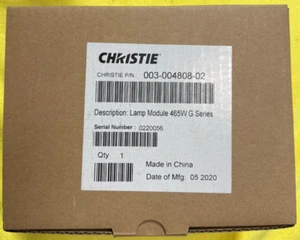 CHRISTIE
CHRISTIE P/N: 003-004808-02
Description: Lamp Module 465W G Series
Serial Number : 0220056
Qty 1
Made in China
Date of Mfg: 05 2020